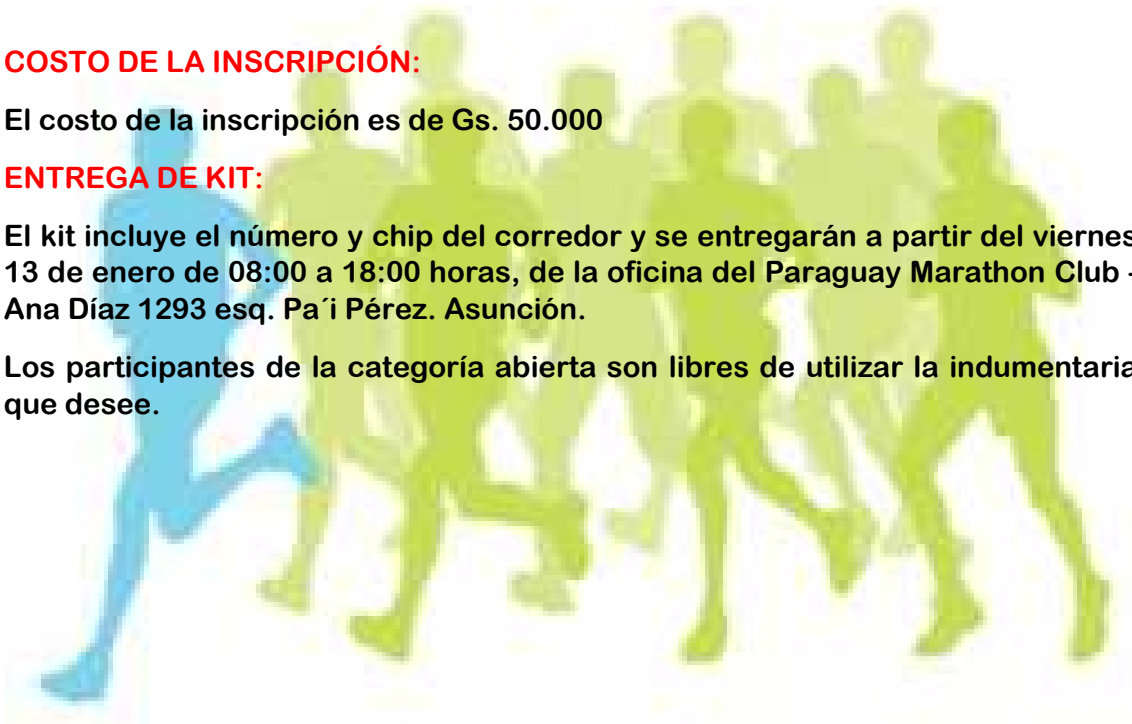 COSTO DE LA INSCRIPCIÓN:
El costo de la inscripción es de Gs. 50.000
ENTREGA DE KIT:
El kit incluye el número y chip del corredor y se entregarán a partir del viernes
13 de enero de 08:00 a 18:00 horas, de la oficina del Paraguay Marathon Club -
Ana Díaz 1293 esq. Pa´i Pérez. Asunción.
Los participantes de la categoría abierta son libres de utilizar la indumentaria
que desee.